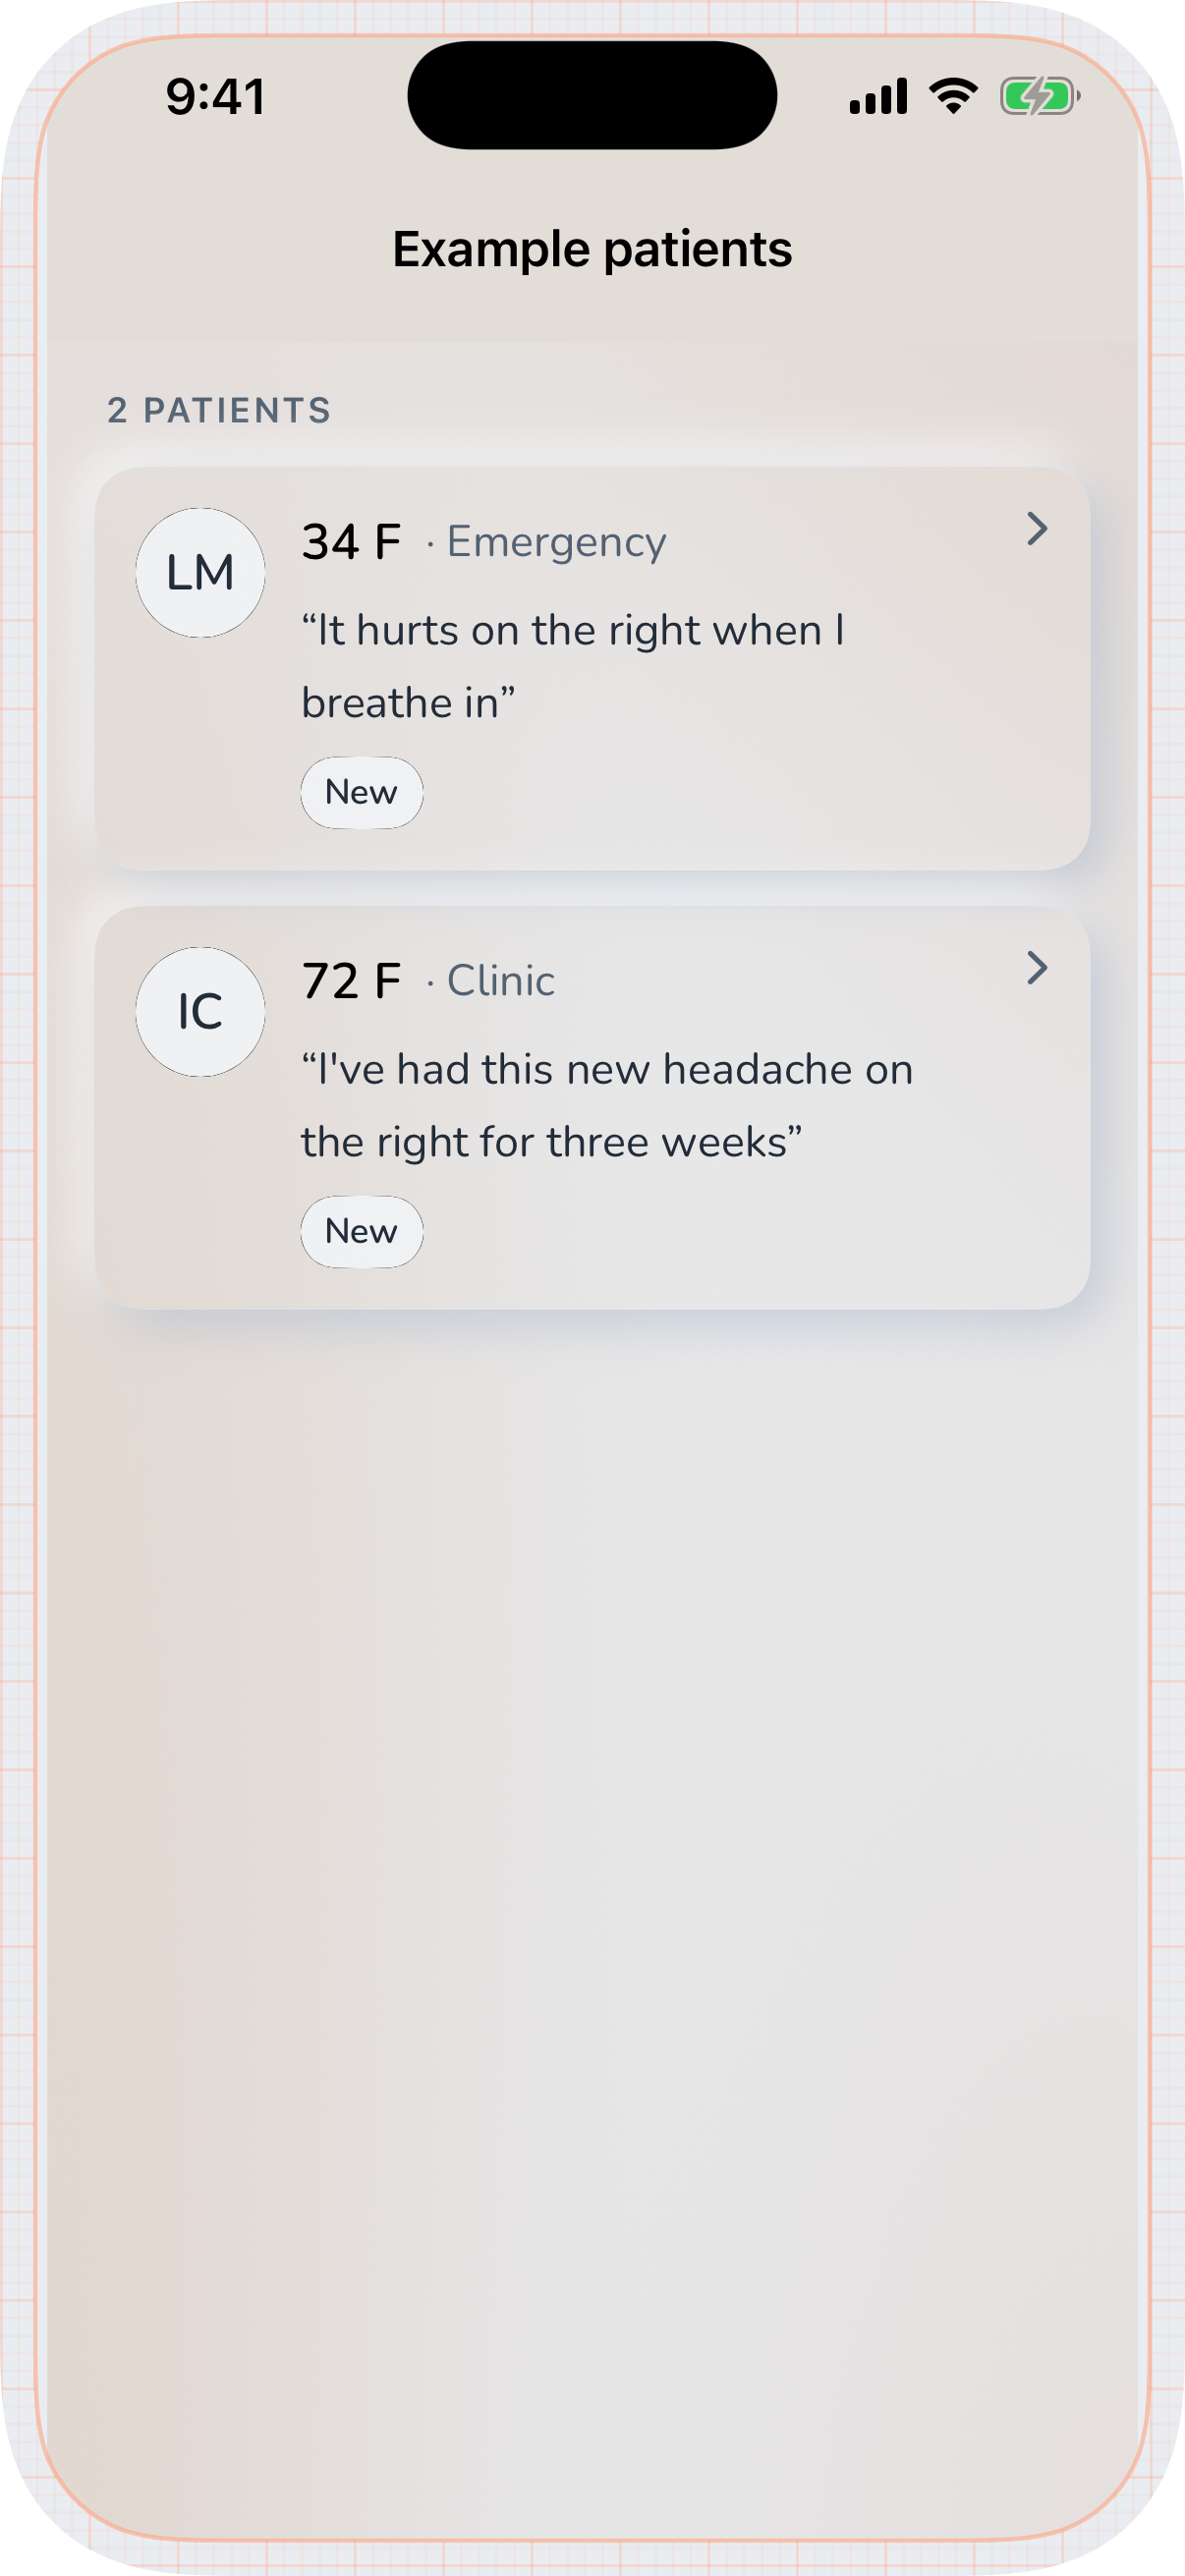 9:41
Example patients
2 PATIENTS
LM
34 F · Emergency
“It hurts on the right when I
breathe in”
New
IC
72 F · Clinic
“I've had this new headache on
the right for three weeks”
New